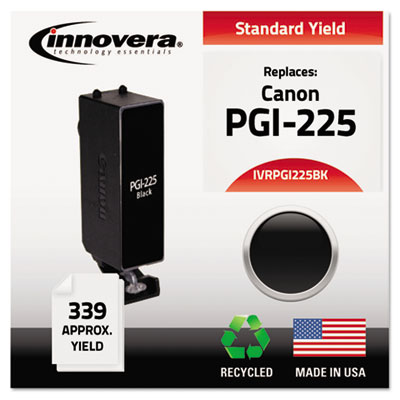 innovera
technology essentials
Standard Yield
Replaces:
Canon
PGI-225
IVRPGI225BK
PGI-225
Black
339
APPROX.
YIELD
RECYCLED
MADE IN USA